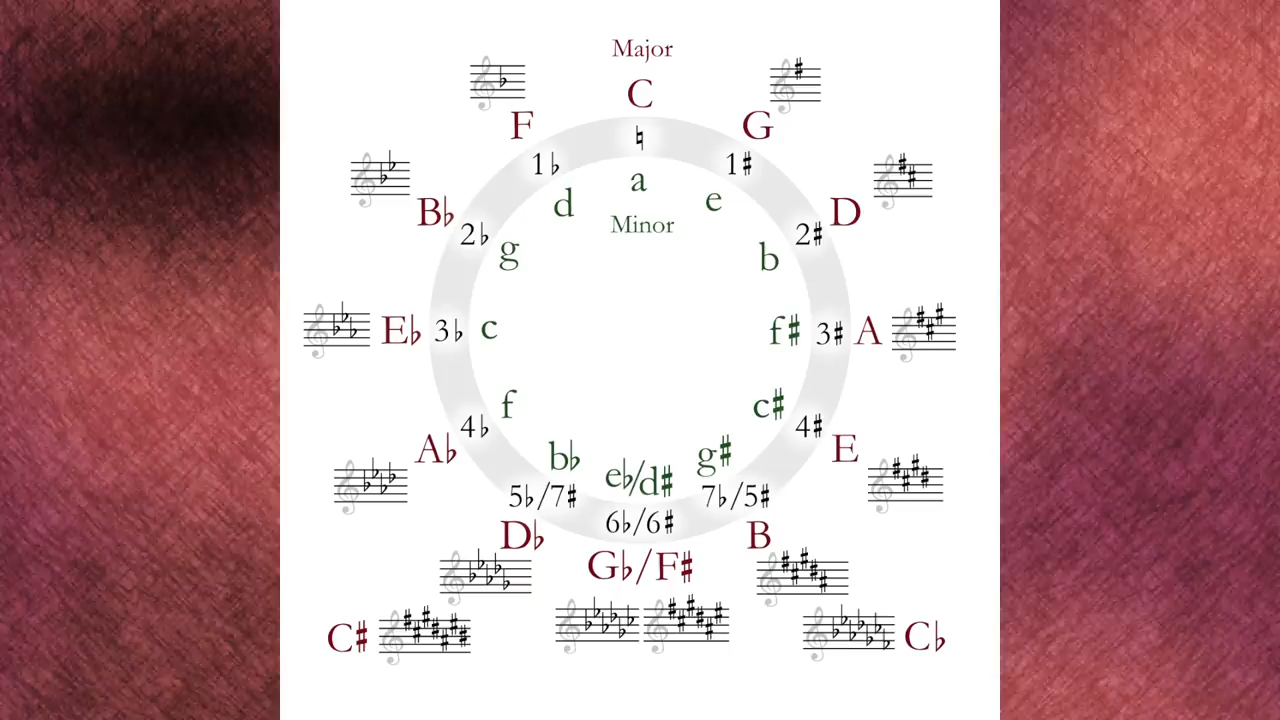 Major
C
F
G
♮
1♭
1♯
a
d
e
Minor
B♭
D
2♭
2♯
g
b
E♭
3♭
c
f♯
3♯
A
f
c♯
4♭
4♯
A♭
E
b♭
g♯
e♭/d♯
5♭/7♯
7♭/5♯
6♭/6♯
D♭
B
G♭/F♯
C♯
C♭